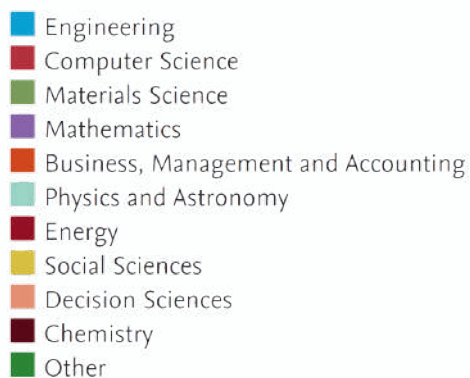 Engineering
Computer Science
Materials Science
Mathematics
Business, Management and Accounting
Physics and Astronomy
Energy
Social Sciences
Decision Sciences
Chemistry
Other